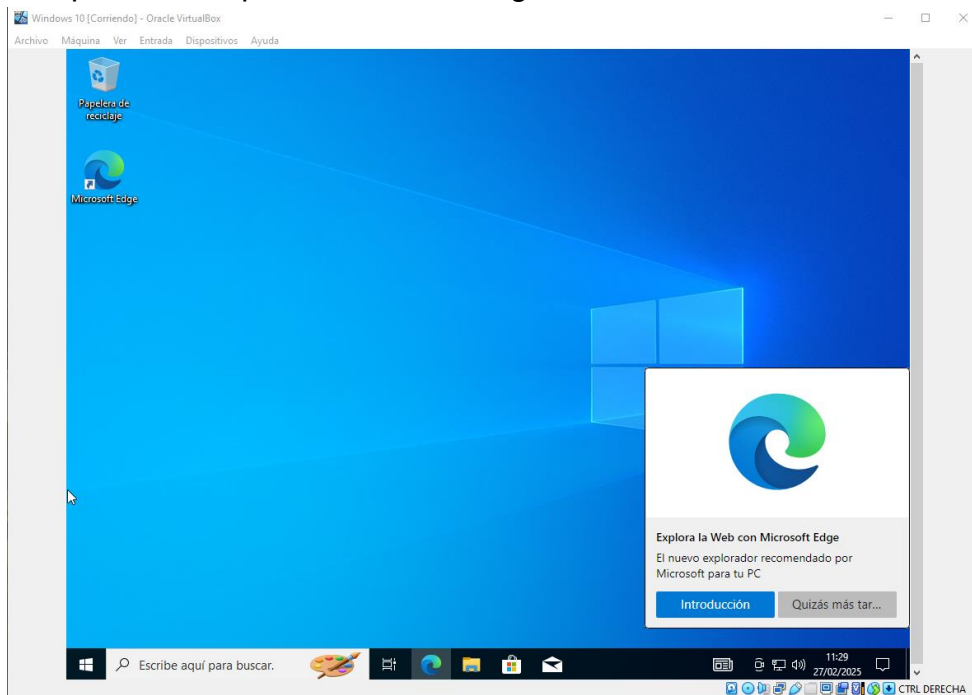 Windows 10 [Corriendo] - Oracle VirtualBox
Archivo Máquina Ver Entrada Dispositivos Ayuda
Papelera de
reciclaje
Microsoft Edge
Explora la Web con Microsoft Edge
El nuevo explorador recomendado por
Microsoft para tu PC
Introducción Quizás más tar...
Escribe aquí para buscar.
11:29
27/02/2025
CTRL DERECHA